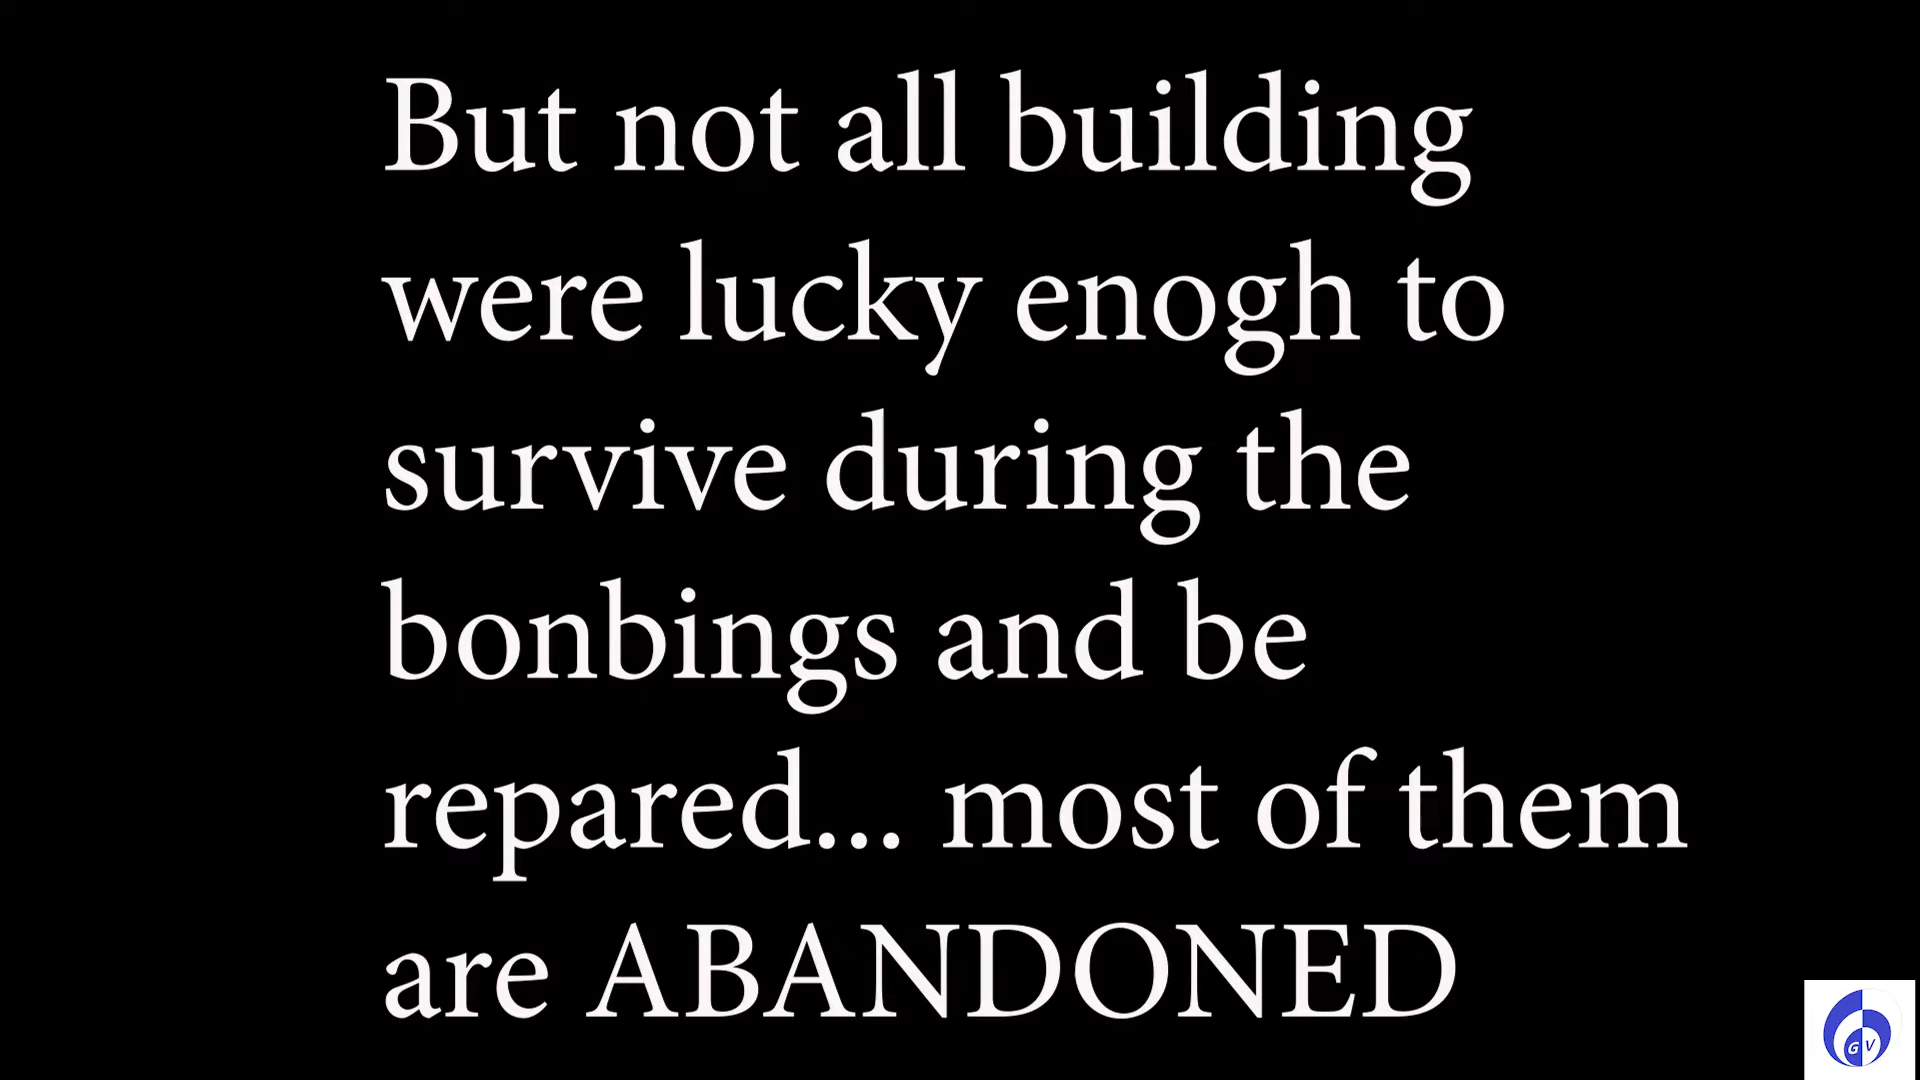 But not all building
were lucky enogh to
survive during the
bonbings and be
repared... most of them
are ABANDONED
G V